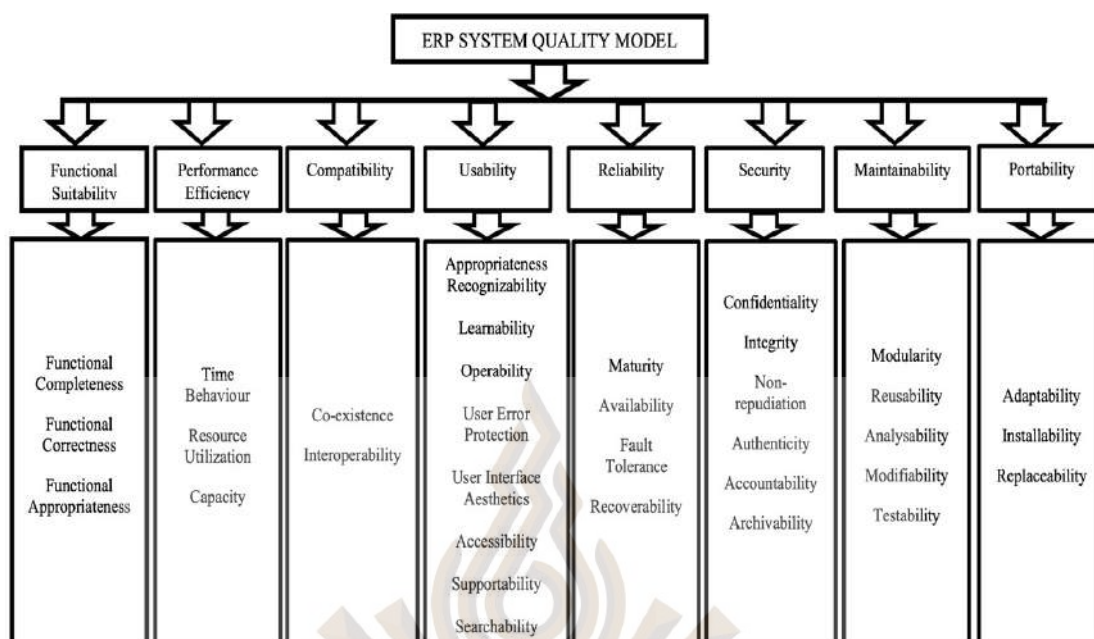 ERP SYSTEM QUALITY MODEL
Functional
Suitability
Performance
Efficiency
Compatibility
Usability
Reliability
Security
Maintainability
Portability
Functional
Completeness
Functional
Correctness
Functional
Appropriateness
Time
Behaviour
Resource
Utilization
Capacity
Co-existence
Interoperability
Appropriateness
Recognizability
Learnability
Operability
User Error
Protection
User Interface
Aesthetics
Accessibility
Supportability
Searchability
Maturity
Availability
Fault
Tolerance
Recoverability
Confidentiality
Integrity
Non-
repudiation
Authenticity
Accountability
Archivability
Modularity
Reusability
Analysability
Modifiability
Testability
Adaptability
Installability
Replaceability